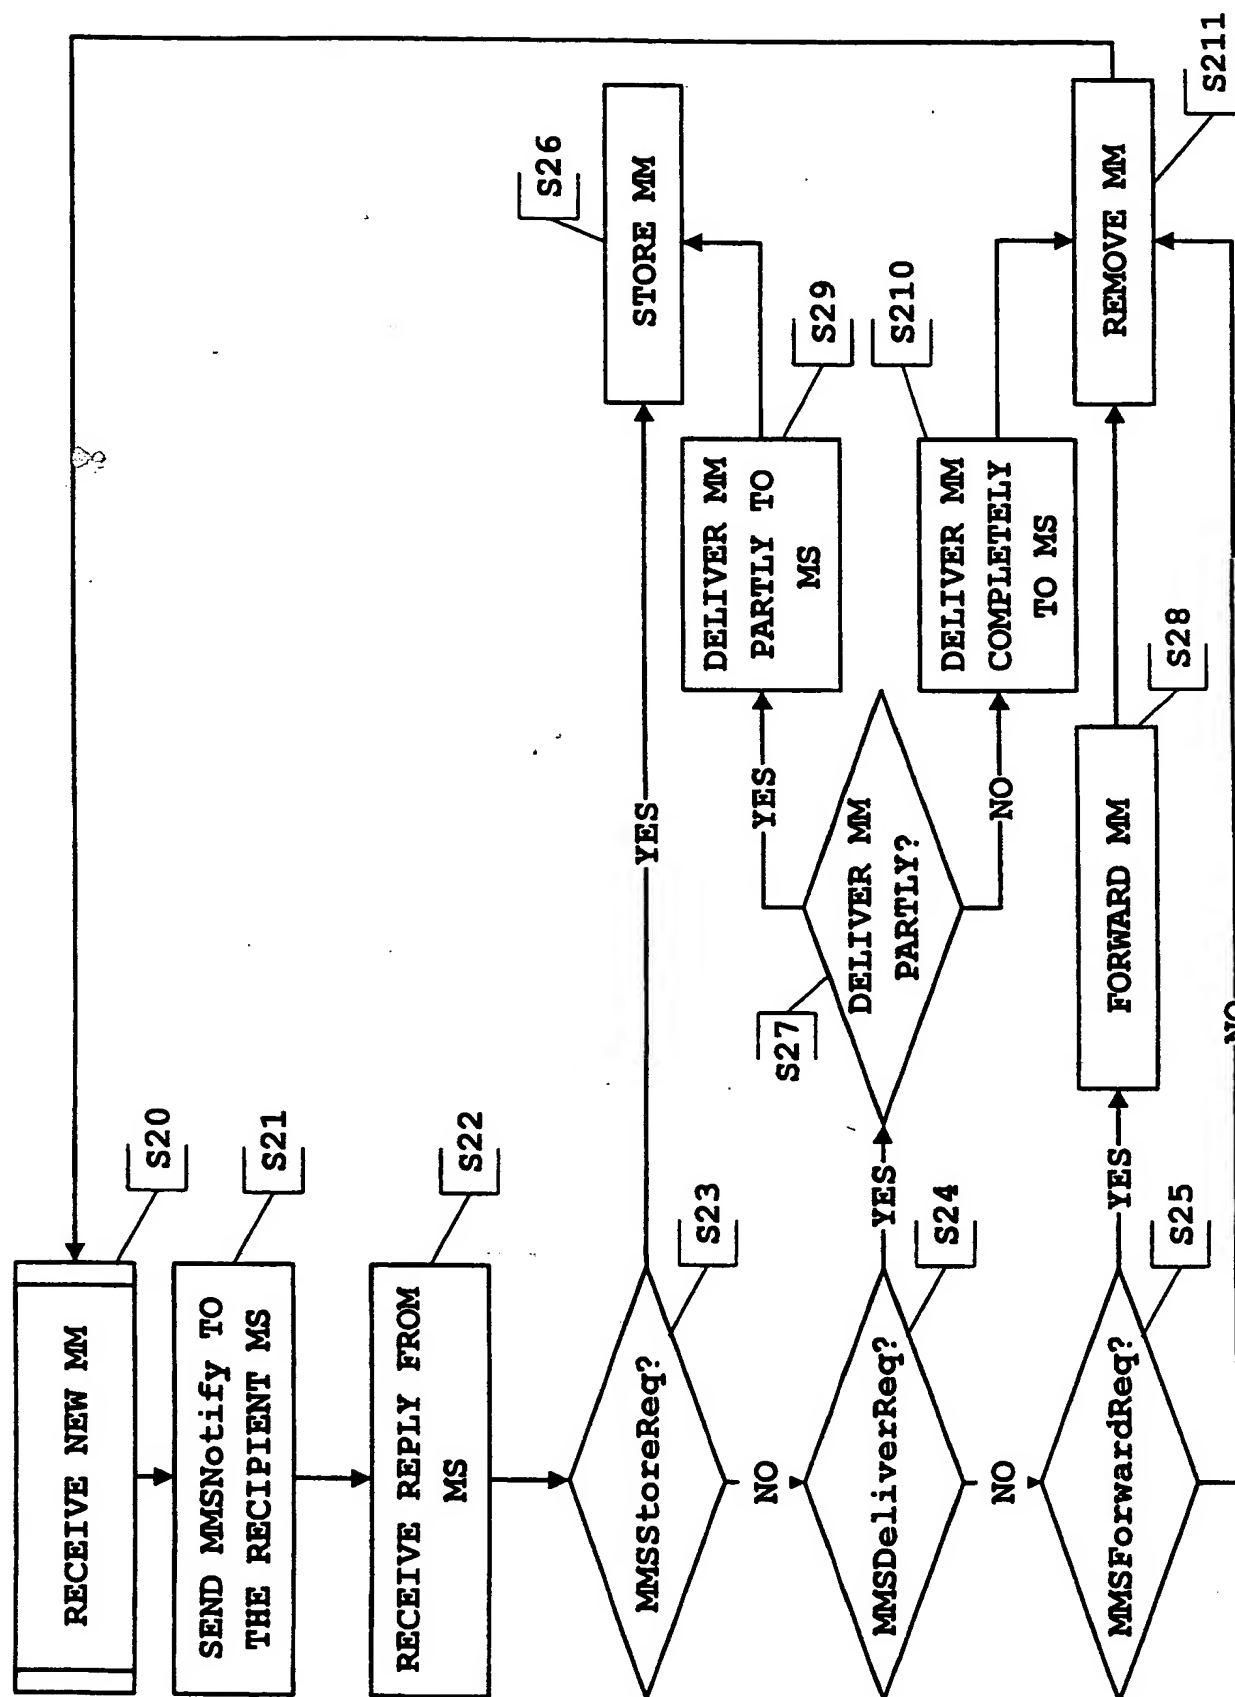 RECEIVE NEW MM
S20
SEND MMSNotify TO
THE RECIPIENT MS
S21
RECEIVE REPLY FROM
MS
S22
MMSStoreReq?
S23
YES
STORE MM
S26
NO
MMSDeliverReq?
S24
YES
DELIVER MM
PARTLY?
S27
YES
DELIVER MM
PARTLY TO
MS
S29
NO
DELIVER MM
COMPLETELY
TO MS
S210
NO
MMSForwardReq?
S25
YES
FORWARD MM
S28
REMOVE MM
S211
NO